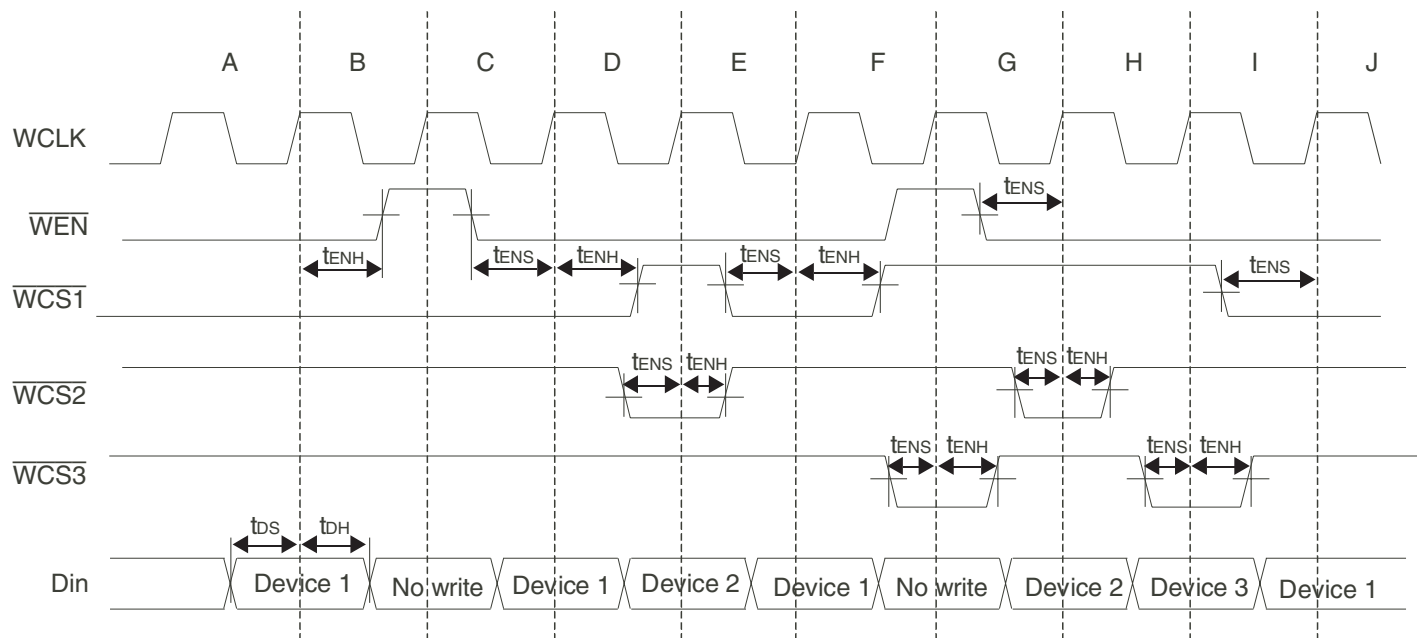 A B C D E F G H I J
WCLK
WEN
tENS
tENH tENS tENH tENS tENH tENS
WCS1
tENS tENH tENS tENH
WCS2
tENS tENH tENS tENH
WCS3
tDS tDH
Din Device 1 No write Device 1 Device 2 Device 1 No write Device 2 Device 3 Device 1